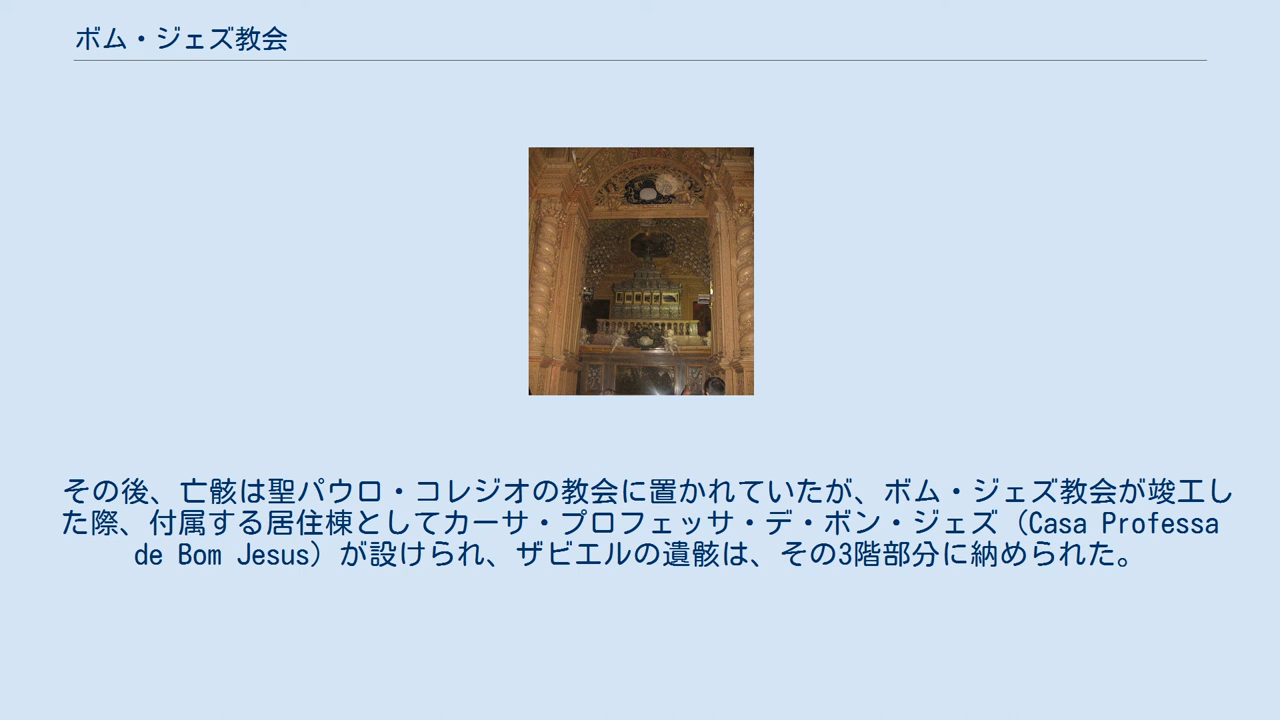 ボム・ジェズ教会
その後、亡骸は聖パウロ・コレジオの教会に置かれていたが、ボム・ジェズ教会が竣工し
た際、付属する居住棟としてカーサ・プロフェッサ・デ・ボン・ジェズ（Casa Professa
de Bom Jesus）が設けられ、ザビエルの遺骸は、その3階部分に納められた。